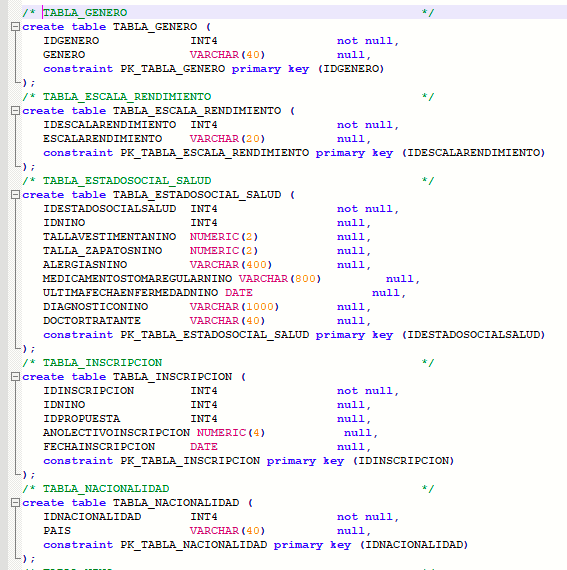 /* TABLA_GENERO */
create table TABLA_GENERO (
IDGENERO INT4 not null,
GENERO VARCHAR(40) null,
constraint PK_TABLA_GENERO primary key (IDGENERO)
);
/* TABLA_ESCALA_RENDIMIENTO */
create table TABLA_ESCALA_RENDIMIENTO (
IDESCALARENDIMIENTO INT4 not null,
ESCALARENDIMIENTO VARCHAR(20) null,
constraint PK_TABLA_ESCALA_RENDIMIENTO primary key (IDESCALARENDIMIENTO)
);
/* TABLA_ESTADOSOCIAL_SALUD */
create table TABLA_ESTADOSOCIAL_SALUD (
IDESTADOSOCIALSALUD INT4 not null,
IDNINO INT4 null,
TALLAVESTIMENTANINO NUMERIC(2) null,
TALLA_ZAPATOSNINO NUMERIC(2) null,
ALERGIASNINO VARCHAR(400) null,
MEDICAMENTOSTOMAREGULARNINO VARCHAR(800) null,
ULTIMAFECHAENFERMEDADNINO DATE null,
DIAGNOSTICONINO VARCHAR(1000) null,
DOCTORTRATANTE VARCHAR(40) null,
constraint PK_TABLA_ESTADOSOCIAL_SALUD primary key (IDESTADOSOCIALSALUD)
);
/* TABLA_INSCRIPCION */
create table TABLA_INSCRIPCION (
IDINSCRIPCION INT4 not null,
IDNINO INT4 null,
IDPROPUESTA INT4 null,
ANOLECTIVOINSCRIPCION NUMERIC(4) null,
FECHAINSCRIPCION DATE null,
constraint PK_TABLA_INSCRIPCION primary key (IDINSCRIPCION)
);
/* TABLA_NACIONALIDAD */
create table TABLA_NACIONALIDAD (
IDNACIONALIDAD INT4 not null,
PAIS VARCHAR(40) null,
constraint PK_TABLA_NACIONALIDAD primary key (IDNACIONALIDAD)
);